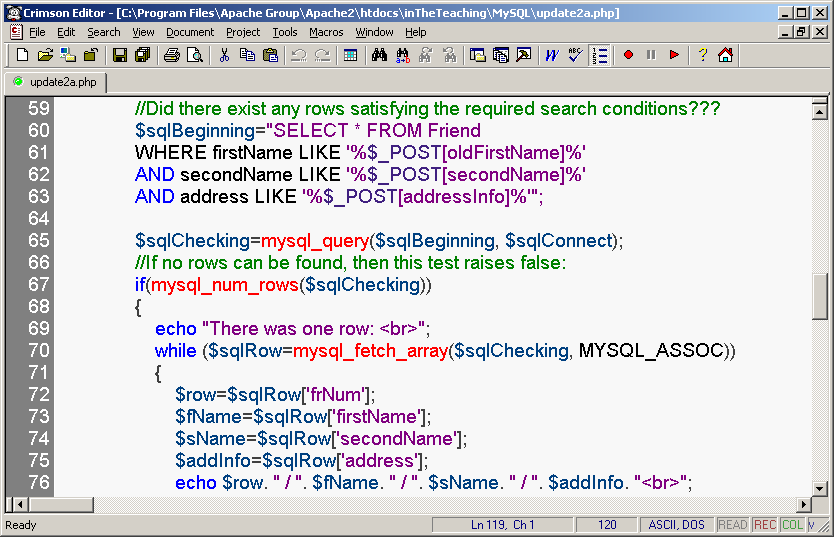 Crimson Editor - [C:\Program Files\Apache Group\Apache2\htdocs\inTheTeaching\MySQL\update2a.php]
File Edit Search View Document Project Tools Macros Window Help
update2a.php
59 //Did there exist any rows satisfying the required search conditions???
60 $sqlBeginning="SELECT * FROM Friend
61 WHERE firstName LIKE '%$_POST[oldFirstName]%'
62 AND secondName LIKE '%$_POST[secondName]%'
63 AND address LIKE '%$_POST[addressInfo]%'";
64
65 $sqlChecking=mysql_query($sqlBeginning, $sqlConnect);
66 //If no rows can be found, then this test raises false:
67 if(mysql_num_rows($sqlChecking))
68 {
69 echo "There was one row: <br>";
70 while ($sqlRow=mysql_fetch_array($sqlChecking, MYSQL_ASSOC))
71 {
72 $row=$sqlRow['frNum'];
73 $fName=$sqlRow['firstName'];
74 $sName=$sqlRow['secondName'];
75 $addInfo=$sqlRow['address'];
76 echo $row. " / ". $fName. " / ". $sName. " / ". $addInfo. "<br>";
Ready Ln 119, Ch 1 120 ASCII, DOS READ REC COL